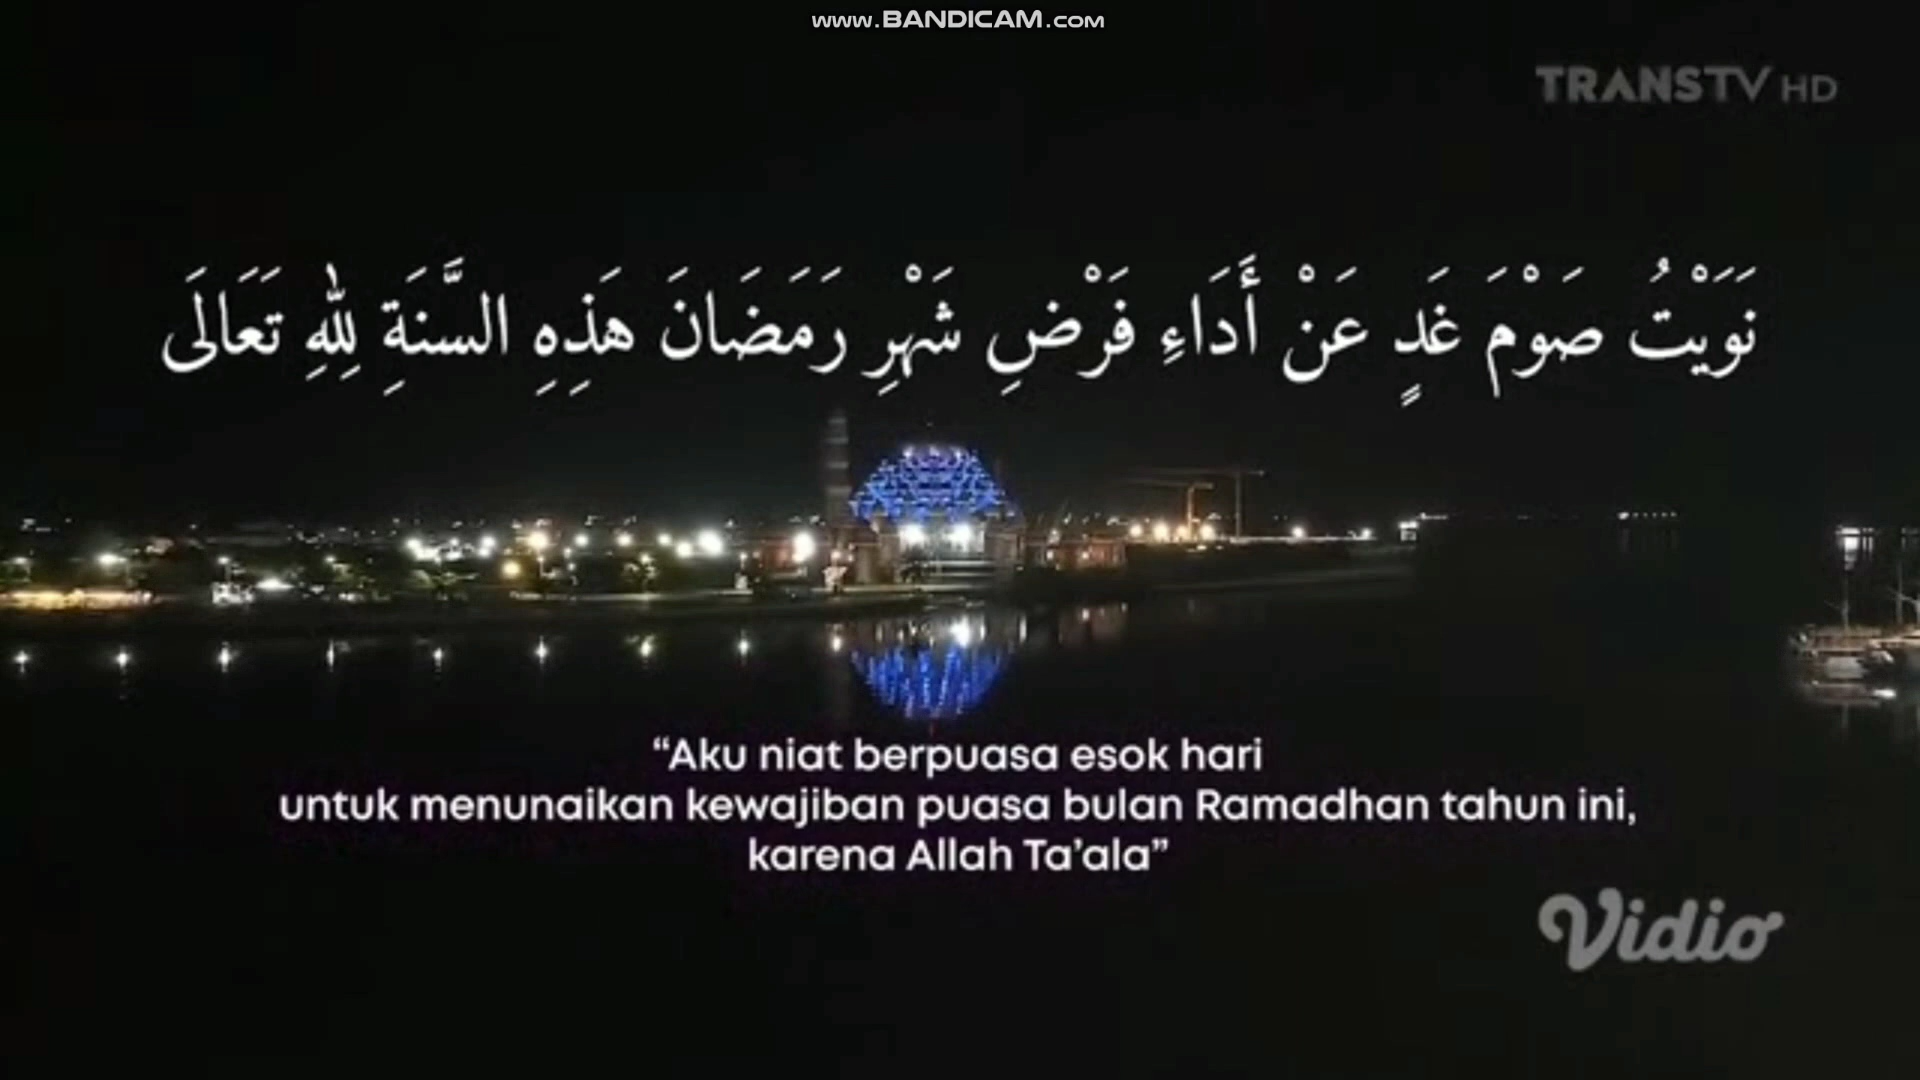 www.BANDICAM.com
TRANSTV HD
نَوَيْتُ صَوْمَ غَدٍ عَنْ أَدَاءِ فَرْضِ شَهْرِ رَمَضَانَ هَذِهِ السَّنَةِ لِلّٰهِ تَعَالَى
“Aku niat berpuasa esok hari
untuk menunaikan kewajiban puasa bulan Ramadhan tahun ini,
karena Allah Ta’ala”
Vidio